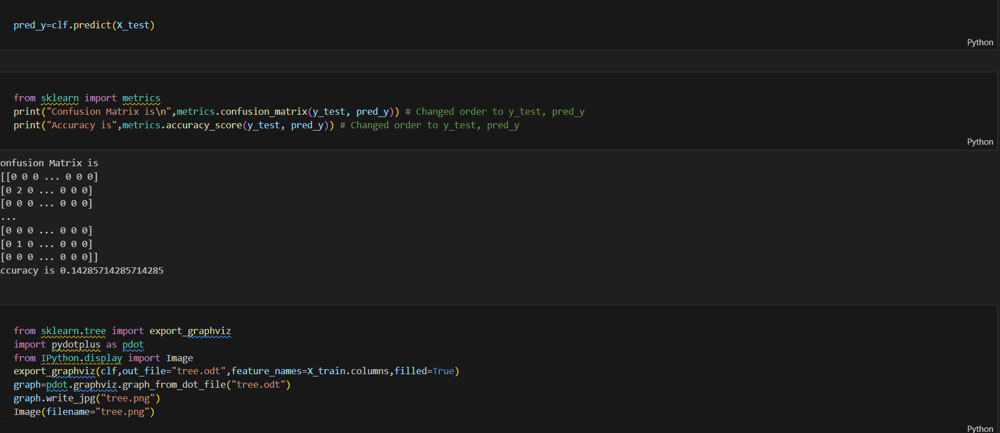 pred_y=clf.predict(X_test)
Python
from sklearn import metrics
print("Confusion Matrix is\n",metrics.confusion_matrix(y_test, pred_y)) # Changed order to y_test, pred_y
print("Accuracy is",metrics.accuracy_score(y_test, pred_y)) # Changed order to y_test, pred_y
Python
onfusion Matrix is
[[0 0 0 ... 0 0 0]
[0 2 0 ... 0 0 0]
[0 0 0 ... 0 0 0]
...
[0 0 0 ... 0 0 0]
[0 1 0 ... 0 0 0]
[0 0 0 ... 0 0 0]]
ccuracy is 0.14285714285714285
from sklearn.tree import export_graphviz
import pydotplus as pdot
from IPython.display import Image
export_graphviz(clf,out_file="tree.odt",feature_names=X_train.columns,filled=True)
graph=pdot.graphviz.graph_from_dot_file("tree.odt")
graph.write_jpg("tree.png")
Image(filename="tree.png")
Python